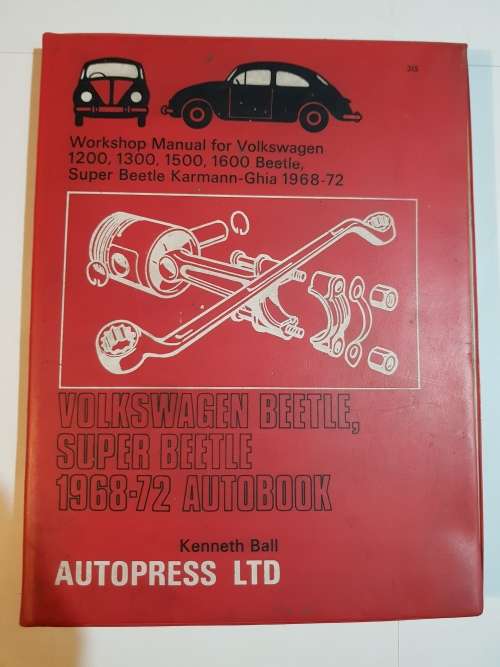 315
Workshop Manual for Volkswagen
1200, 1300, 1500, 1600 Beetle,
Super Beetle Karmann-Ghia 1968-72
VOLKSWAGEN BEETLE,
SUPER BEETLE
1968-72 AUTOBOOK
Kenneth Ball
AUTOPRESS LTD